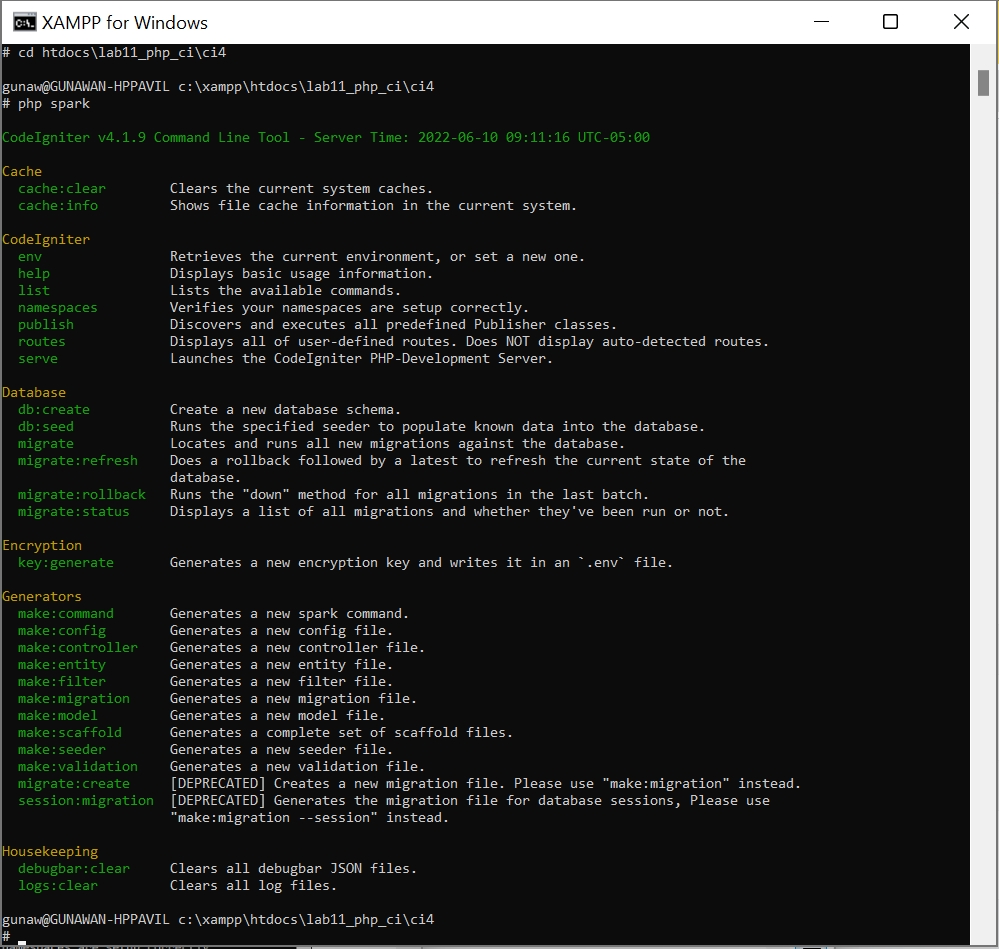 XAMPP for Windows
# cd htdocs\lab11_php_ci\ci4
gunaw@GUNAWAN-HPPAVIL c:\xampp\htdocs\lab11_php_ci\ci4
# php spark
CodeIgniter v4.1.9 Command Line Tool - Server Time: 2022-06-10 09:11:16 UTC-05:00
Cache
cache:clear Clears the current system caches.
cache:info Shows file cache information in the current system.
CodeIgniter
env Retrieves the current environment, or set a new one.
help Displays basic usage information.
list Lists the available commands.
namespaces Verifies your namespaces are setup correctly.
publish Discovers and executes all predefined Publisher classes.
routes Displays all of user-defined routes. Does NOT display auto-detected routes.
serve Launches the CodeIgniter PHP-Development Server.
Database
db:create Create a new database schema.
db:seed Runs the specified seeder to populate known data into the database.
migrate Locates and runs all new migrations against the database.
migrate:refresh Does a rollback followed by a latest to refresh the current state of the
database.
migrate:rollback Runs the "down" method for all migrations in the last batch.
migrate:status Displays a list of all migrations and whether they've been run or not.
Encryption
key:generate Generates a new encryption key and writes it in an `.env` file.
Generators
make:command Generates a new spark command.
make:config Generates a new config file.
make:controller Generates a new controller file.
make:entity Generates a new entity file.
make:filter Generates a new filter file.
make:migration Generates a new migration file.
make:model Generates a new model file.
make:scaffold Generates a complete set of scaffold files.
make:seeder Generates a new seeder file.
make:validation Generates a new validation file.
migrate:create [DEPRECATED] Creates a new migration file. Please use "make:migration" instead.
session:migration [DEPRECATED] Generates the migration file for database sessions, Please use
"make:migration --session" instead.
Housekeeping
debugbar:clear Clears all debugbar JSON files.
logs:clear Clears all log files.
gunaw@GUNAWAN-HPPAVIL c:\xampp\htdocs\lab11_php_ci\ci4
#